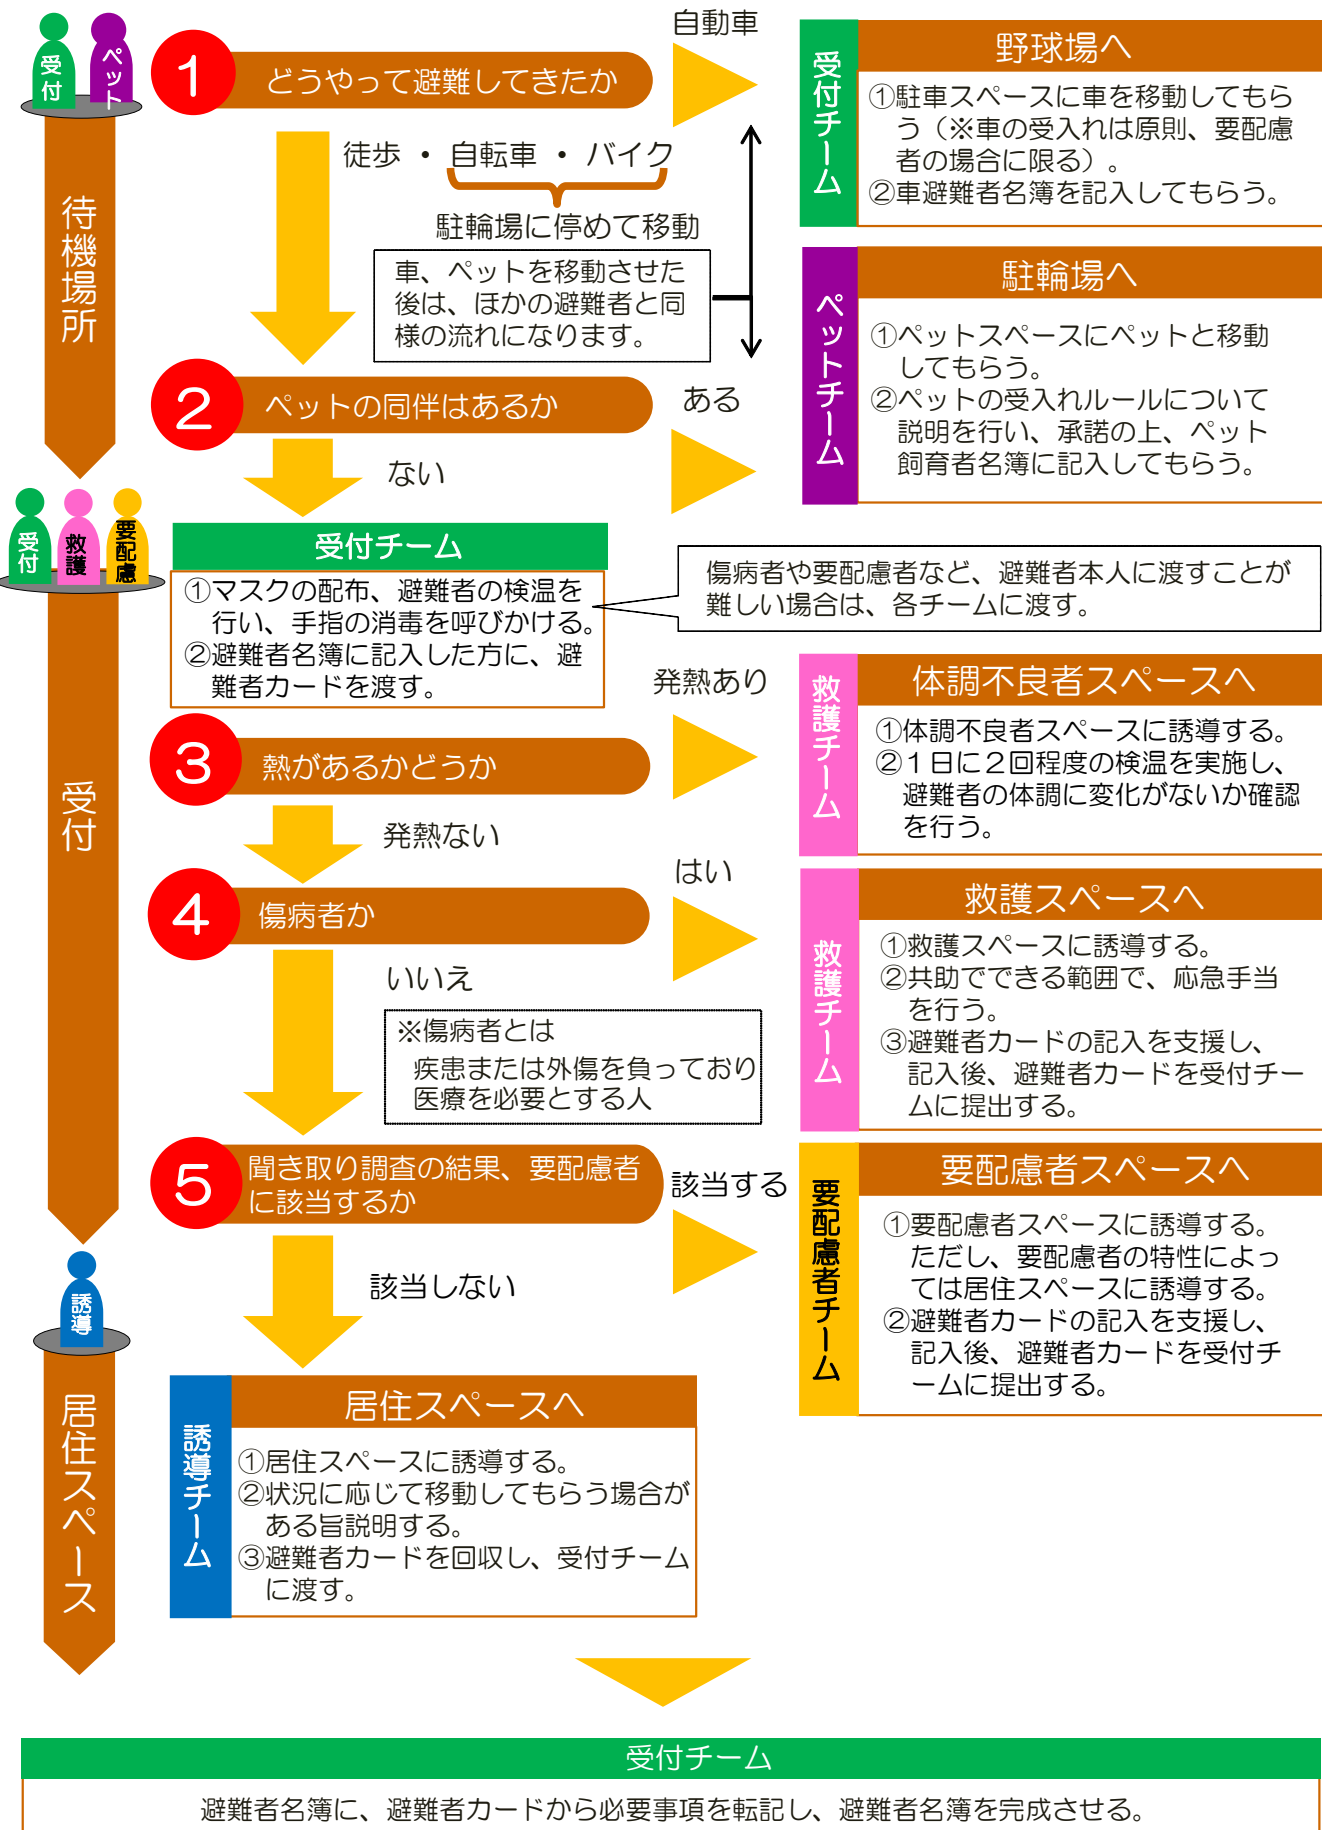 受付
ペット
1
どうやって避難してきたか
自動車
受付チーム
野球場へ
①駐車スペースに車を移動してもら
う（※車の受入れは原則、要配慮
者の場合に限る）。
②車避難者名簿を記入してもらう。
徒歩 ・ 自転車 ・ バイク
駐輪場に停めて移動
車、ペットを移動させた
後は、ほかの避難者と同
様の流れになります。
待機場所
ペットチーム
駐輪場へ
①ペットスペースにペットと移動
してもらう。
②ペットの受入れルールについて
説明を行い、承諾の上、ペット
飼育者名簿に記入してもらう。
2
ペットの同伴はあるか
ある
ない
受付
救護
要配慮
受付チーム
①マスクの配布、避難者の検温を
行い、手指の消毒を呼びかける。
②避難者名簿に記入した方に、避
難者カードを渡す。
傷病者や要配慮者など、避難者本人に渡すことが
難しい場合は、各チームに渡す。
受付
3
熱があるかどうか
発熱あり
発熱ない
救護チーム
体調不良者スペースへ
①体調不良者スペースに誘導する。
②１日に２回程度の検温を実施し、
避難者の体調に変化がないか確認
を行う。
4
傷病者か
はい
いいえ
※傷病者とは
疾患または外傷を負っており
医療を必要とする人
救護チーム
救護スペースへ
①救護スペースに誘導する。
②共助でできる範囲で、応急手当
を行う。
③避難者カードの記入を支援し、
記入後、避難者カードを受付チー
ムに提出する。
5
聞き取り調査の結果、要配慮者
に該当するか
該当する
該当しない
要配慮者チーム
要配慮者スペースへ
①要配慮者スペースに誘導する。
ただし、要配慮者の特性によっ
ては居住スペースに誘導する。
②避難者カードの記入を支援し、
記入後、避難者カードを受付チ
ームに提出する。
誘導
居住スペース
誘導チーム
居住スペースへ
①居住スペースに誘導する。
②状況に応じて移動してもらう場合が
ある旨説明する。
③避難者カードを回収し、受付チーム
に渡す。
受付チーム
避難者名簿に、避難者カードから必要事項を転記し、避難者名簿を完成させる。